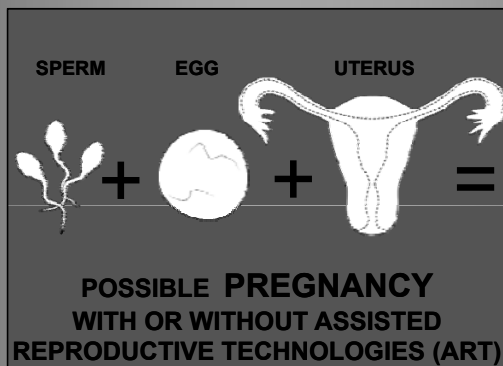 SPERM EGG UTERUS
+ + =
POSSIBLE PREGNANCY
WITH OR WITHOUT ASSISTED
REPRODUCTIVE TECHNOLOGIES (ART)